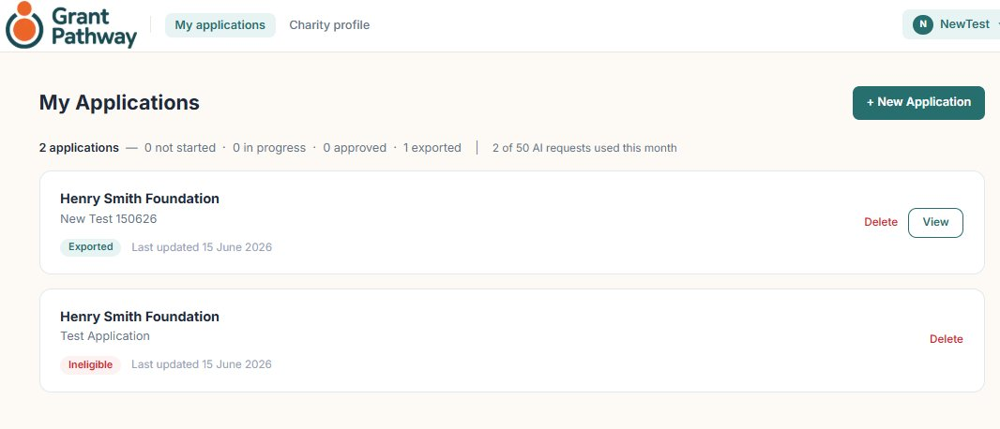 Grant
Pathway
My applications
Charity profile
N
NewTest
My Applications
+ New Application
2 applications — 0 not started · 0 in progress · 0 approved · 1 exported | 2 of 50 AI requests used this month
Henry Smith Foundation
New Test 150626
Exported
Last updated 15 June 2026
Delete
View
Henry Smith Foundation
Test Application
Ineligible
Last updated 15 June 2026
Delete